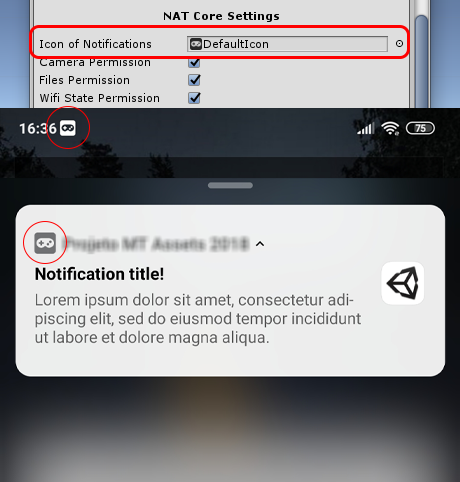 NAT Core Settings
Icon of Notifications DefaultIcon
Camera Permission
Files Permission
Wifi State Permission
16:36 75
Projeto MT Assets 2018
Notification title!
Lorem ipsum dolor sit amet, consectetur adi-
piscing elit, sed do eiusmod tempor incididunt
ut labore et dolore magna aliqua.